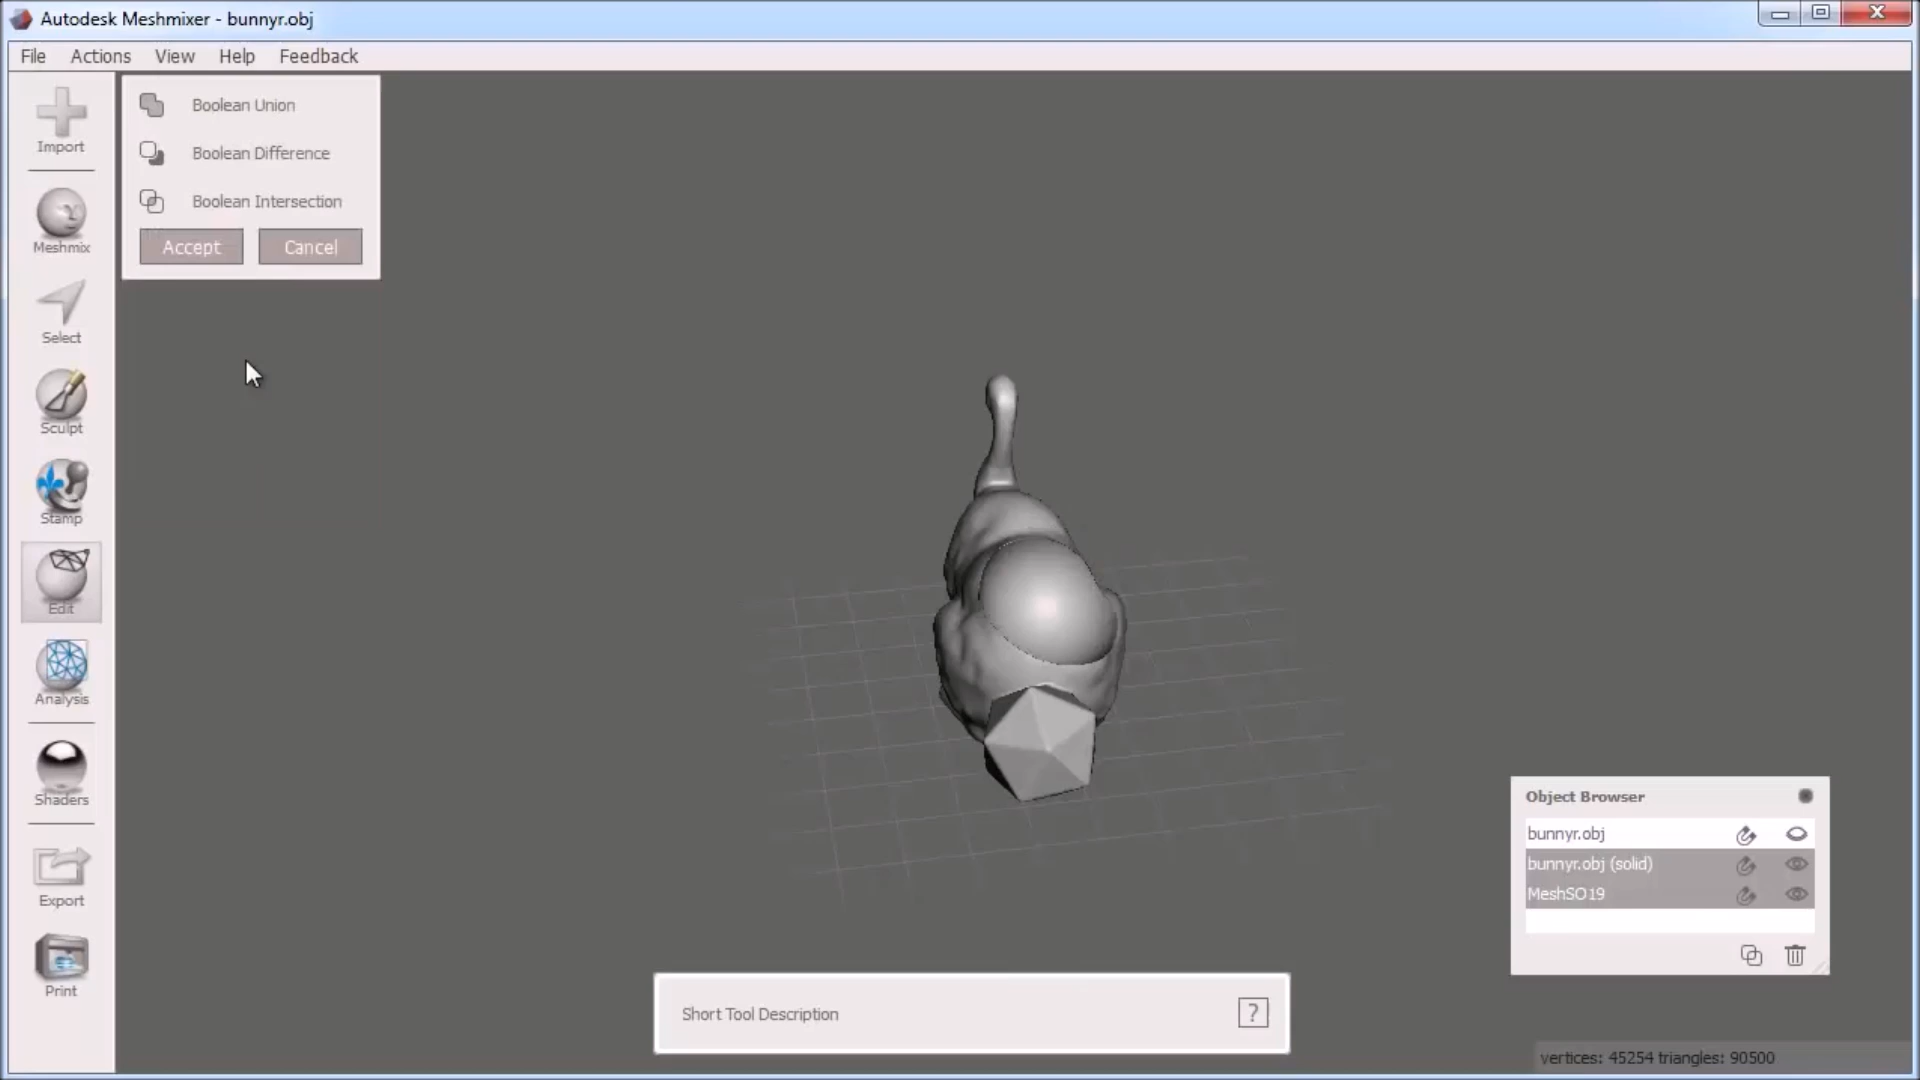 Autodesk Meshmixer - bunnyr.obj
File Actions View Help Feedback
Import
Meshmix
Select
Sculpt
Stamp
Edit
Analysis
Shaders
Export
Print
Boolean Union
Boolean Difference
Boolean Intersection
Accept Cancel
Object Browser
bunnyr.obj
bunnyr.obj (solid)
MeshSO19
Short Tool Description ?
vertices: 45254 triangles: 90500